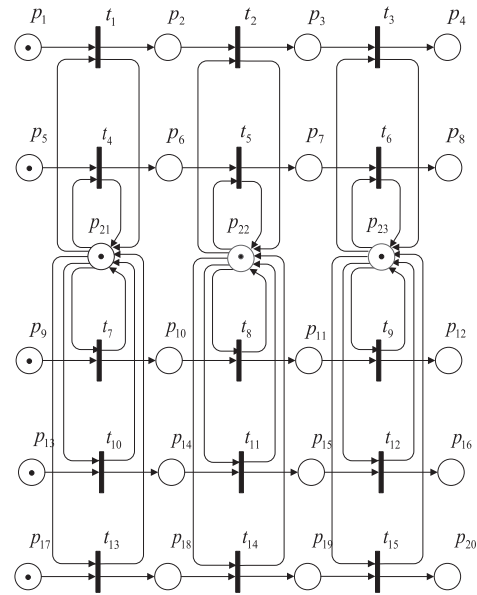 p₁ t₁ p₂ t₂ p₃ t₃ p₄
p₅ t₄ p₆ t₅ p₇ t₆ p₈
p₂₁ p₂₂ p₂₃
p₉ t₇ p₁₀ t₈ p₁₁ t₉ p₁₂
p₁₃ t₁₀ p₁₄ t₁₁ p₁₅ t₁₂ p₁₆
p₁₇ t₁₃ p₁₈ t₁₄ p₁₉ t₁₅ p₂₀